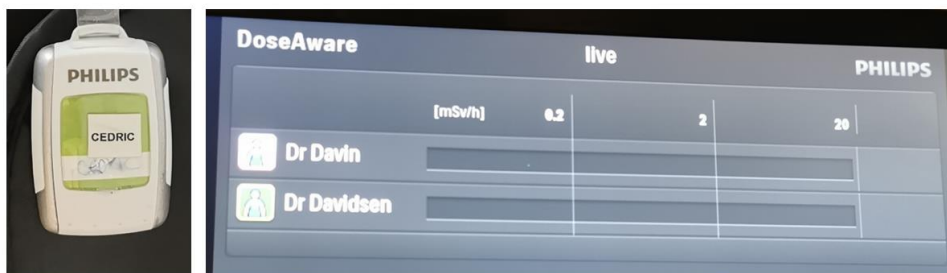 PHILIPS
CEDRIC
DoseAware live PHILIPS
[mSv/h] 0.2 2 20
Dr Davin
Dr Davidsen